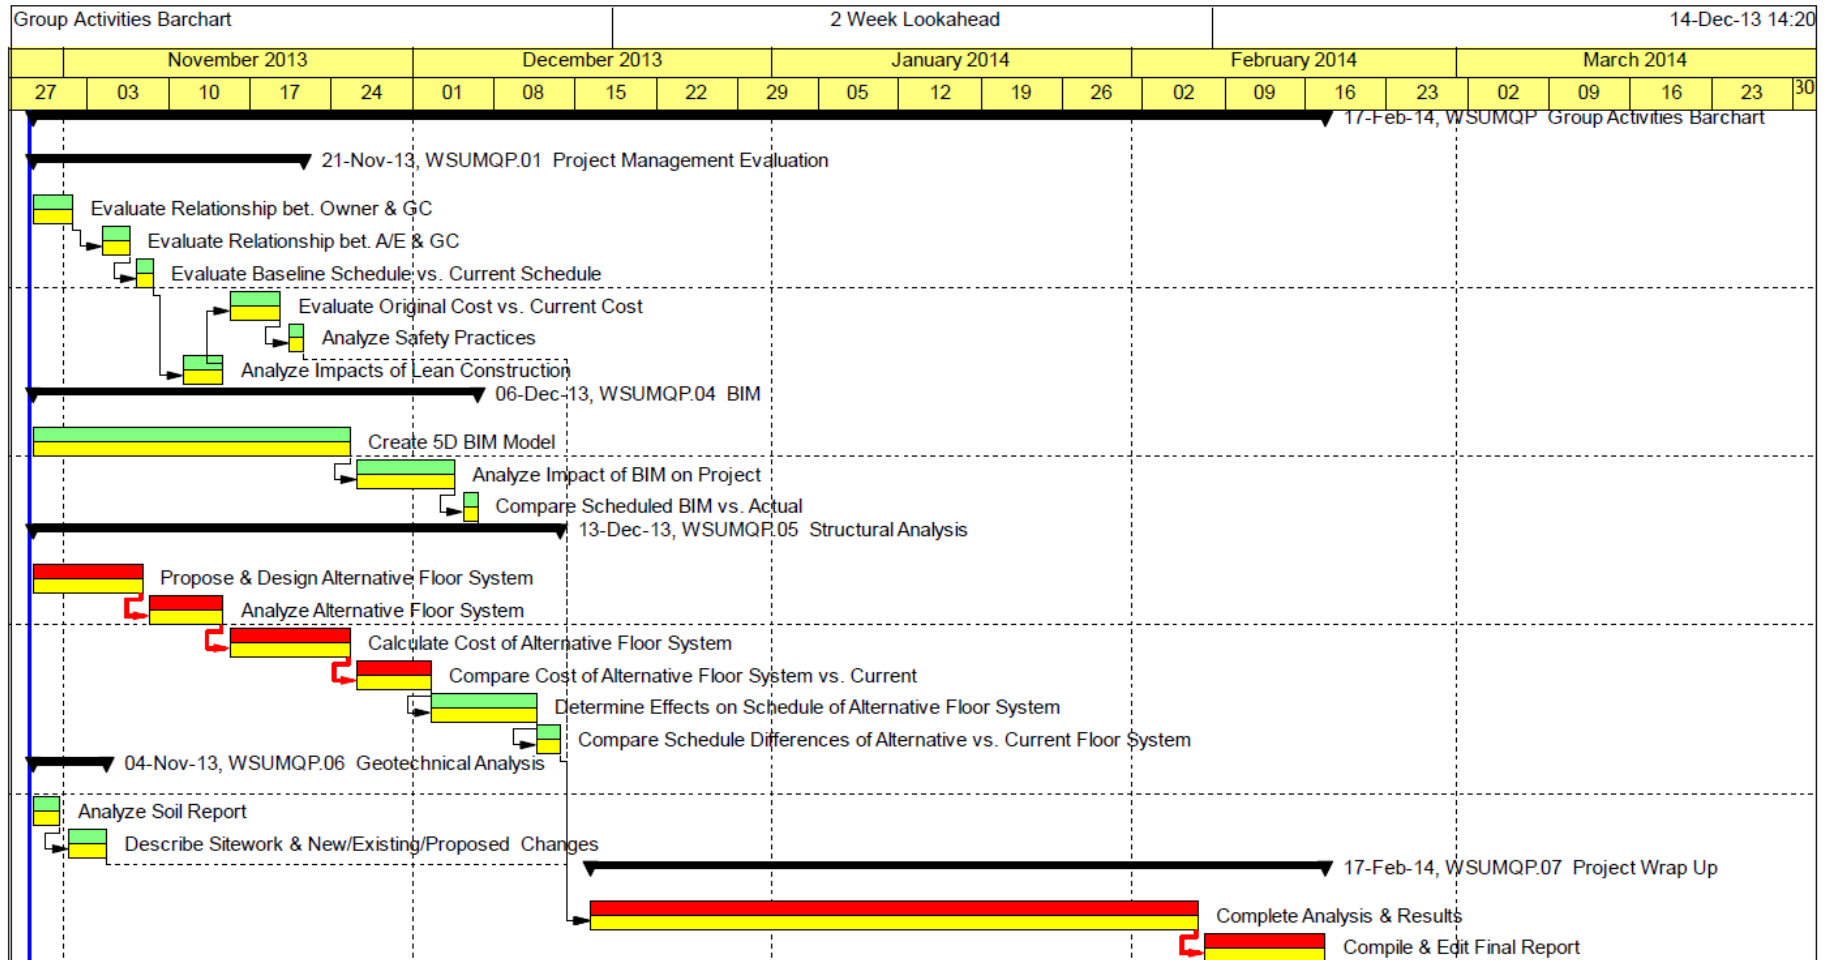 Group Activities Barchart 2 Week Lookahead 14-Dec-13 14:20
November 2013 December 2013 January 2014 February 2014 March 2014
27 03 10 17 24 01 08 15 22 29 05 12 19 26 02 09 16 23 02 09 16 23 30
17-Feb-14, WSUMQP Group Activities Barchart
21-Nov-13, WSUMQP.01 Project Management Evaluation
Evaluate Relationship bet. Owner & GC
Evaluate Relationship bet. A/E & GC
Evaluate Baseline Schedule vs. Current Schedule
Evaluate Original Cost vs. Current Cost
Analyze Safety Practices
Analyze Impacts of Lean Construction
06-Dec-13, WSUMQP.04 BIM
Create 5D BIM Model
Analyze Impact of BIM on Project
Compare Scheduled BIM vs. Actual
13-Dec-13, WSUMQP.05 Structural Analysis
Propose & Design Alternative Floor System
Analyze Alternative Floor System
Calculate Cost of Alternative Floor System
Compare Cost of Alternative Floor System vs. Current
Determine Effects on Schedule of Alternative Floor System
Compare Schedule Differences of Alternative vs. Current Floor System
04-Nov-13, WSUMQP.06 Geotechnical Analysis
Analyze Soil Report
Describe Sitework & New/Existing/Proposed Changes
17-Feb-14, WSUMQP.07 Project Wrap Up
Complete Analysis & Results
Compile & Edit Final Report